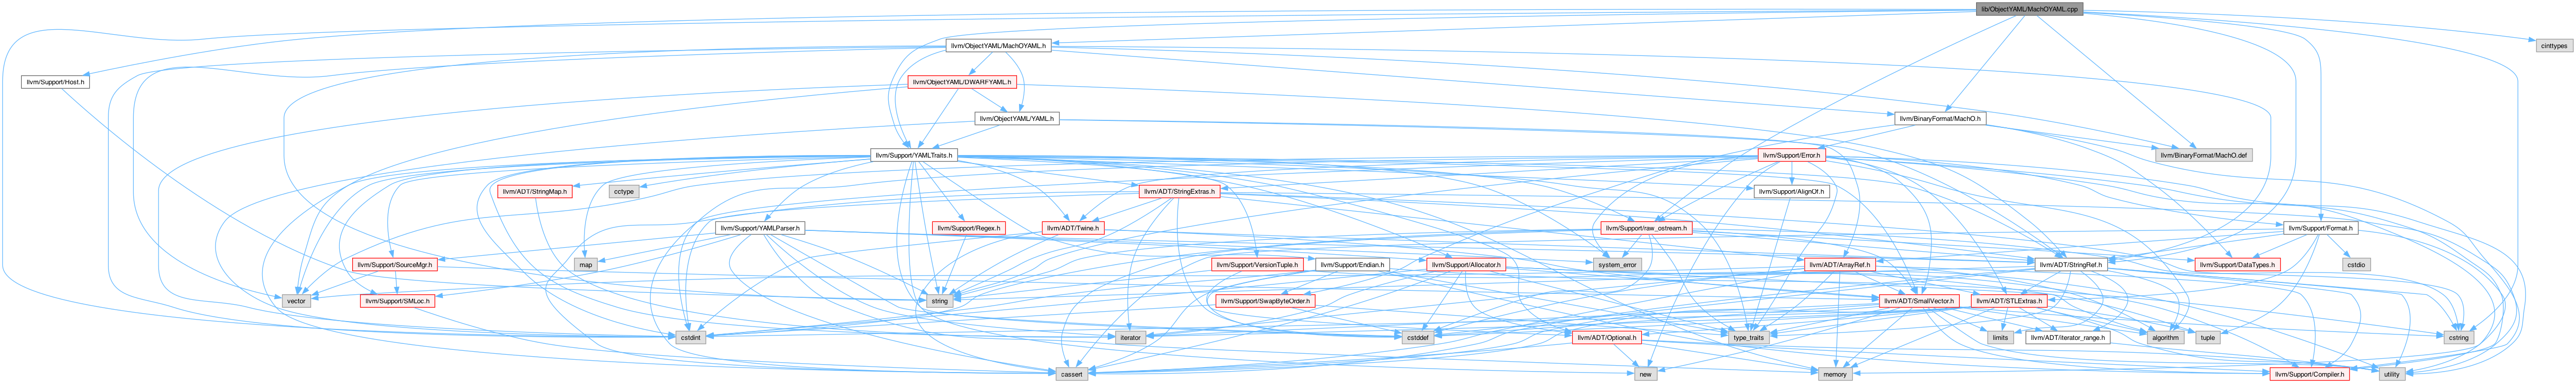 lib/ObjectYAML/MachOYAML.cpp
llvm/ObjectYAML/MachOYAML.h
cinttypes
llvm/Support/Host.h
llvm/ObjectYAML/DWARFYAML.h
llvm/ObjectYAML/YAML.h
llvm/BinaryFormat/MachO.h
llvm/Support/YAMLTraits.h
llvm/Support/Error.h
llvm/BinaryFormat/MachO.def
llvm/ADT/StringMap.h
cctype
llvm/ADT/StringExtras.h
llvm/Support/AlignOf.h
llvm/Support/YAMLParser.h
llvm/Support/Regex.h
llvm/ADT/Twine.h
llvm/Support/raw_ostream.h
llvm/Support/Format.h
llvm/Support/SourceMgr.h
map
llvm/Support/VersionTuple.h
llvm/Support/Endian.h
llvm/Support/Allocator.h
system_error
llvm/ADT/ArrayRef.h
llvm/ADT/StringRef.h
llvm/Support/DataTypes.h
cstdio
vector
llvm/Support/SMLoc.h
string
llvm/Support/SwapByteOrder.h
llvm/ADT/SmallVector.h
llvm/ADT/STLExtras.h
cstdint
iterator
cstddef
llvm/ADT/Optional.h
type_traits
limits
llvm/ADT/iterator_range.h
algorithm
tuple
cstring
cassert
new
memory
llvm/Support/Compiler.h
utility